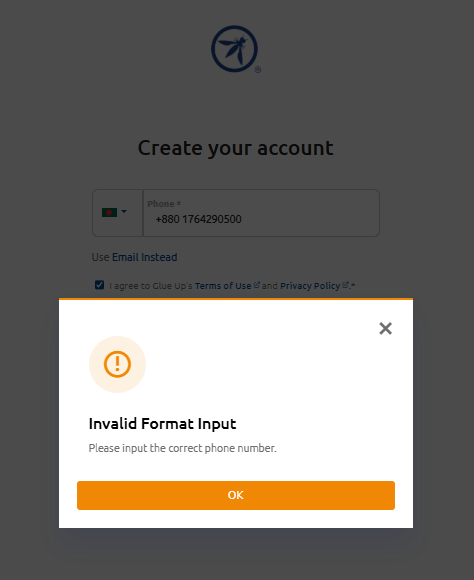 ®
Create your account
Phone *
+880 1764290500
Use Email Instead
I agree to Glue Up's Terms of Use and Privacy Policy.*
Invalid Format Input
Please input the correct phone number.
OK